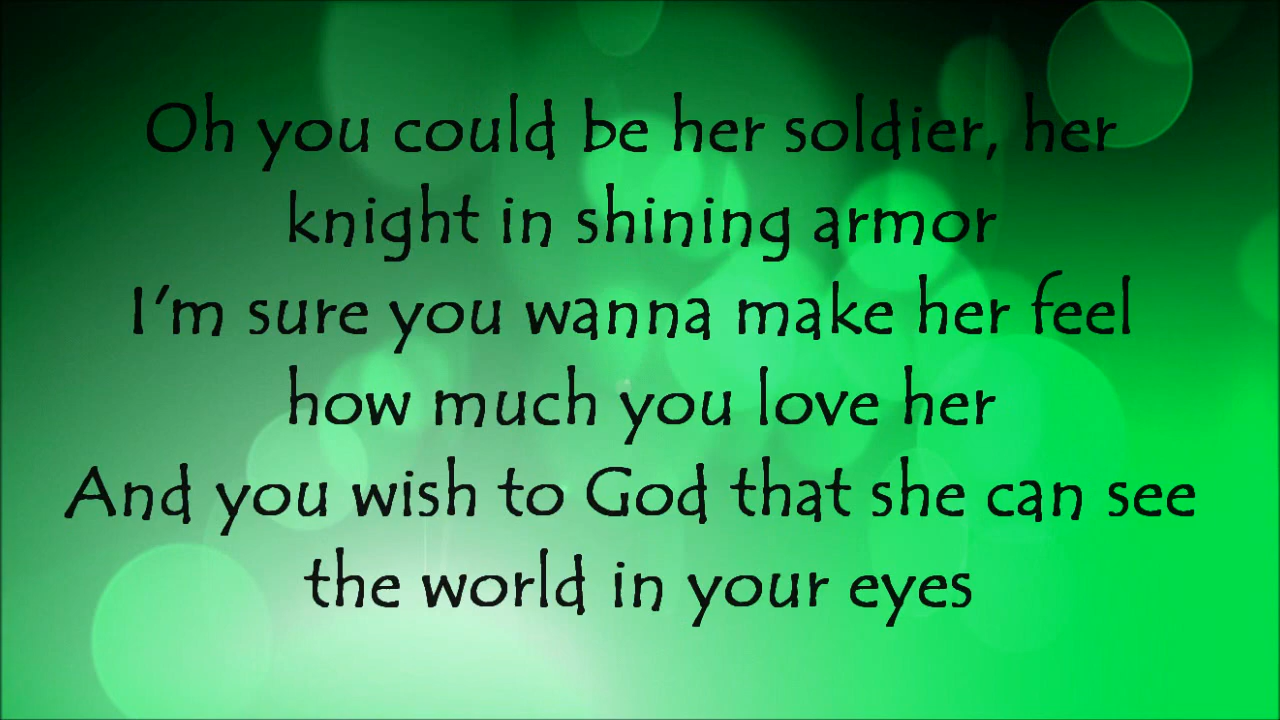 Oh you could be her soldier, her
knight in shining armor
I'm sure you wanna make her feel
how much you love her
And you wish to God that she can see
the world in your eyes